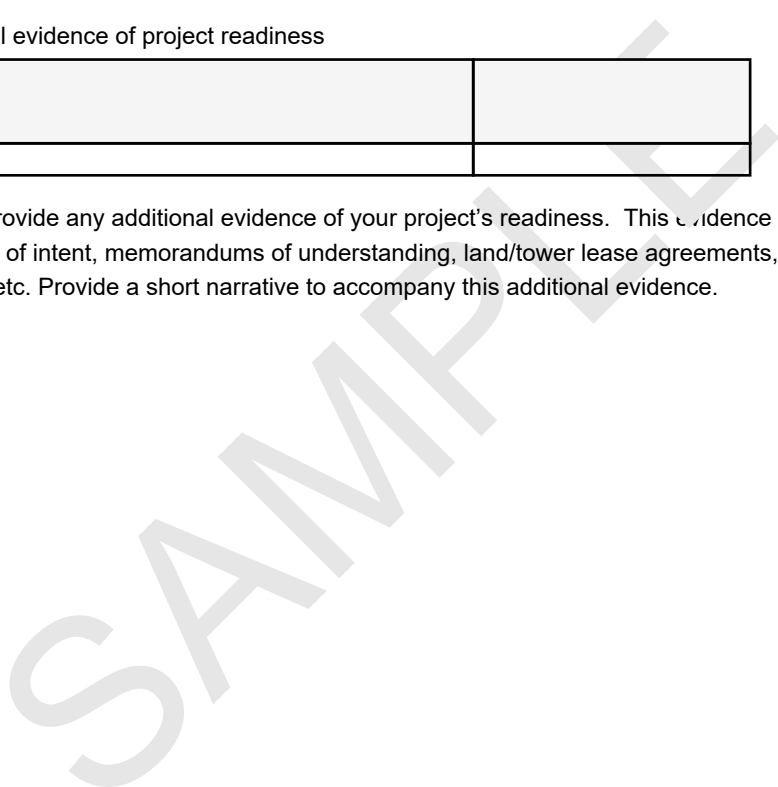 l evidence of project readiness
rovide any additional evidence of your project's readiness. This evidence
of intent, memorandums of understanding, land/tower lease agreements,
etc. Provide a short narrative to accompany this additional evidence.
SAMPLE